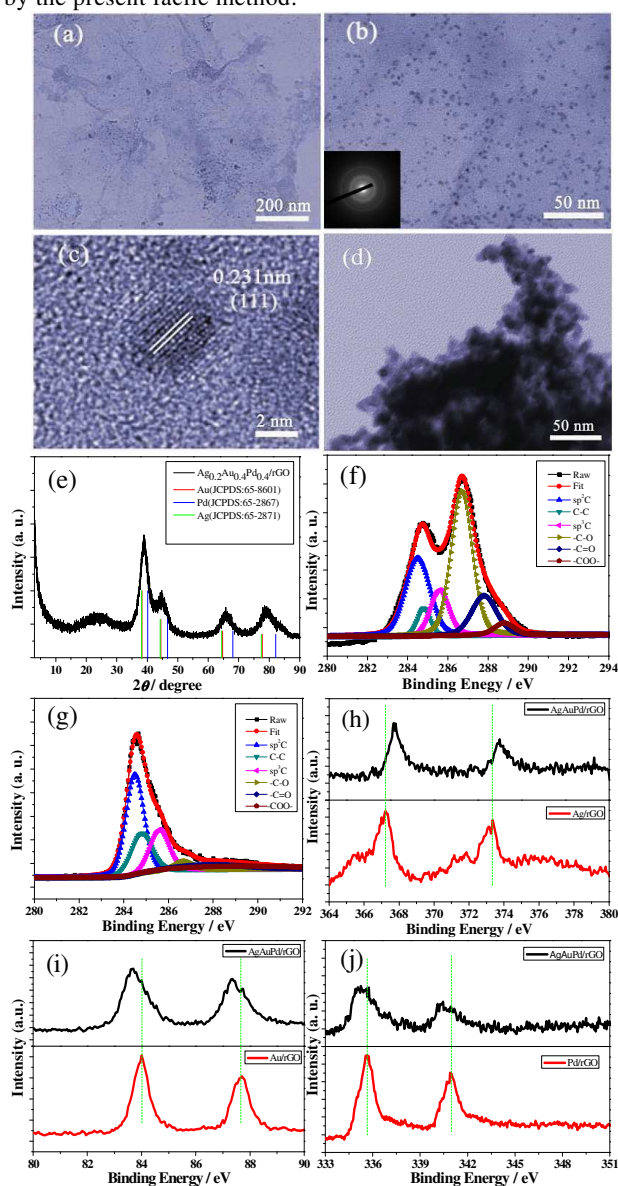 by the present facile method.
(a)
200 nm
(b)
50 nm
(c)
0.231nm
(111)
2 nm
(d)
50 nm
(e)
Ag0.2Au0.4Pd0.4/rGO
Au(JCPDS:65-8601)
Pd(JCPDS:65-2867)
Ag(JCPDS:65-2871)
Intensity (a. u.)
10 20 30 40 50 60 70 80 90
2θ / degree
(f)
Raw
Fit
sp2C
C-C
sp3C
-C-O
-C=O
-COO-
Intensity (a. u.)
280 282 284 286 288 290 292 294
Binding Enegy / eV
(g)
Raw
Fit
sp2C
C-C
sp3C
-C-O
-C=O
-COO-
Intensity (a. u.)
280 282 284 286 288 290 292
Binding Energy / eV
(h)
AgAuPd/rGO
Ag/rGO
Intensity (a. u.)
364 366 368 370 372 374 376 378 380
Binding Energy / eV
(i)
AgAuPd/rGO
Au/rGO
Intensity (a. u.)
80 82 84 86 88 90
Binding Energy / eV
(j)
AgAuPd/rGO
Pd/rGO
Intensity (a.u.)
333 336 339 342 345 348 351
Binding Energy / eV